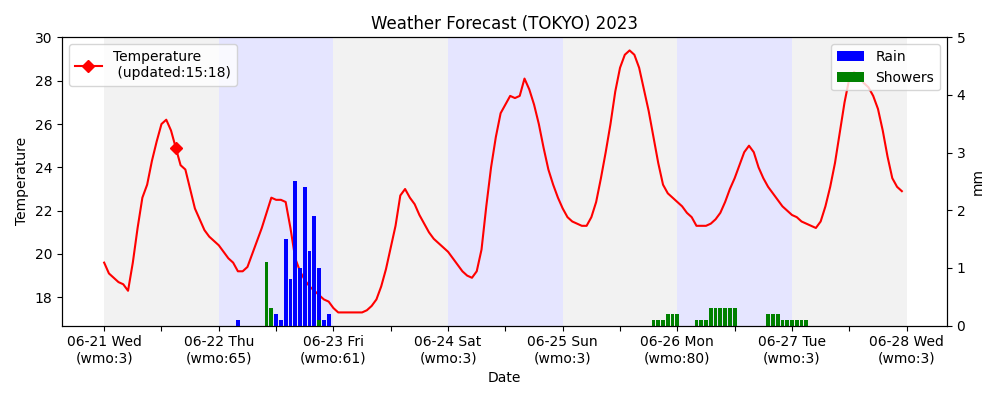 Weather Forecast (TOKYO) 2023
Temperature
(updated:15:18)
Rain
Showers
30
28
26
24
22
20
18
Temperature
5
4
3
2
1
0
mm
06-21 Wed
(wmo:3)
06-22 Thu
(wmo:65)
06-23 Fri
(wmo:61)
06-24 Sat
(wmo:3)
06-25 Sun
(wmo:3)
06-26 Mon
(wmo:80)
06-27 Tue
(wmo:3)
06-28 Wed
(wmo:3)
Date